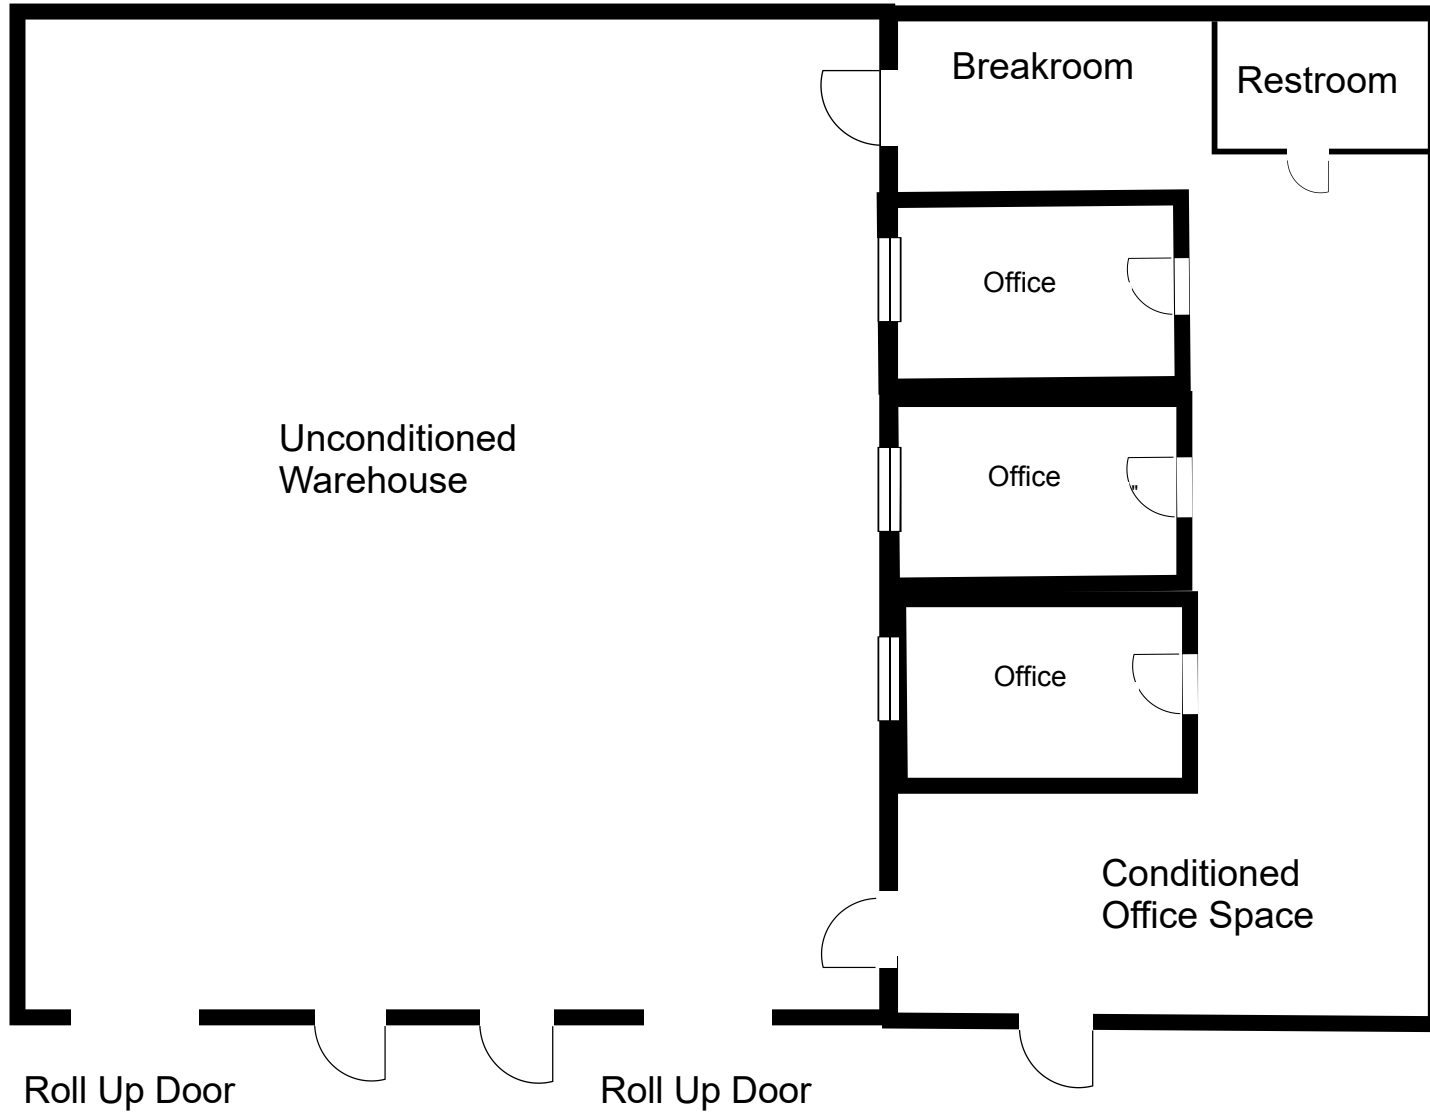 Breakroom
Restroom
Office
Unconditioned
Warehouse
Office
"
Office
Conditioned
Office Space
Roll Up Door
Roll Up Door